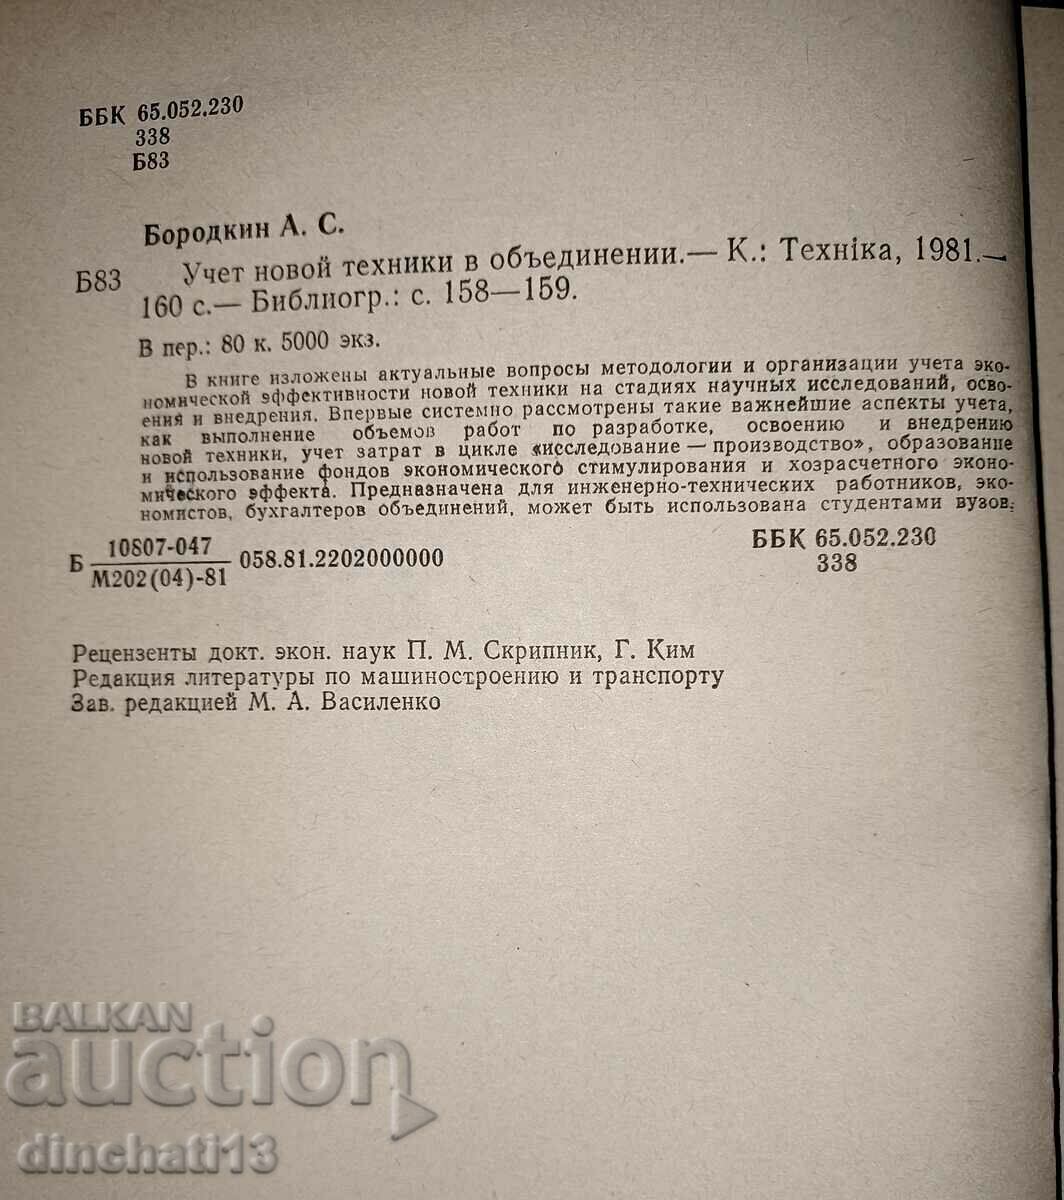 ББК 65.052.230
338
Б83
Бородкин А. С.
Б83 Учет новой техники в объединении.— К.: Технiка, 1981.—
160 с.— Библиогр.: с. 158—159.
В пер.: 80 к. 5000 экз.
В книге изложены актуальные вопросы методологии и организации учета эко-
номической эффективности новой техники на стадиях научных исследований, осво-
ения и внедрения. Впервые системно рассмотрены такие важнейшие аспекты учета,
как выполнение объемов работ по разработке, освоению и внедрению
новой техники, учет затрат в цикле «исследование — производство», образование
и использование фондов экономического стимулирования и хозрасчетного эконо-
мического эффекта. Предназначена для инженерно-технических работников, эко-
номистов, бухгалтеров объединений, может быть использована студентами вузов.
Б 10807-047
М202(04)-81 058.81.2202000000
ББК 65.052.230
338
Рецензенты докт. экон. наук П. М. Скрипник, Г. Ким
Редакция литературы по машиностроению и транспорту
Зав. редакцией М. А. Василенко
BALKAN
auction
dinchati13